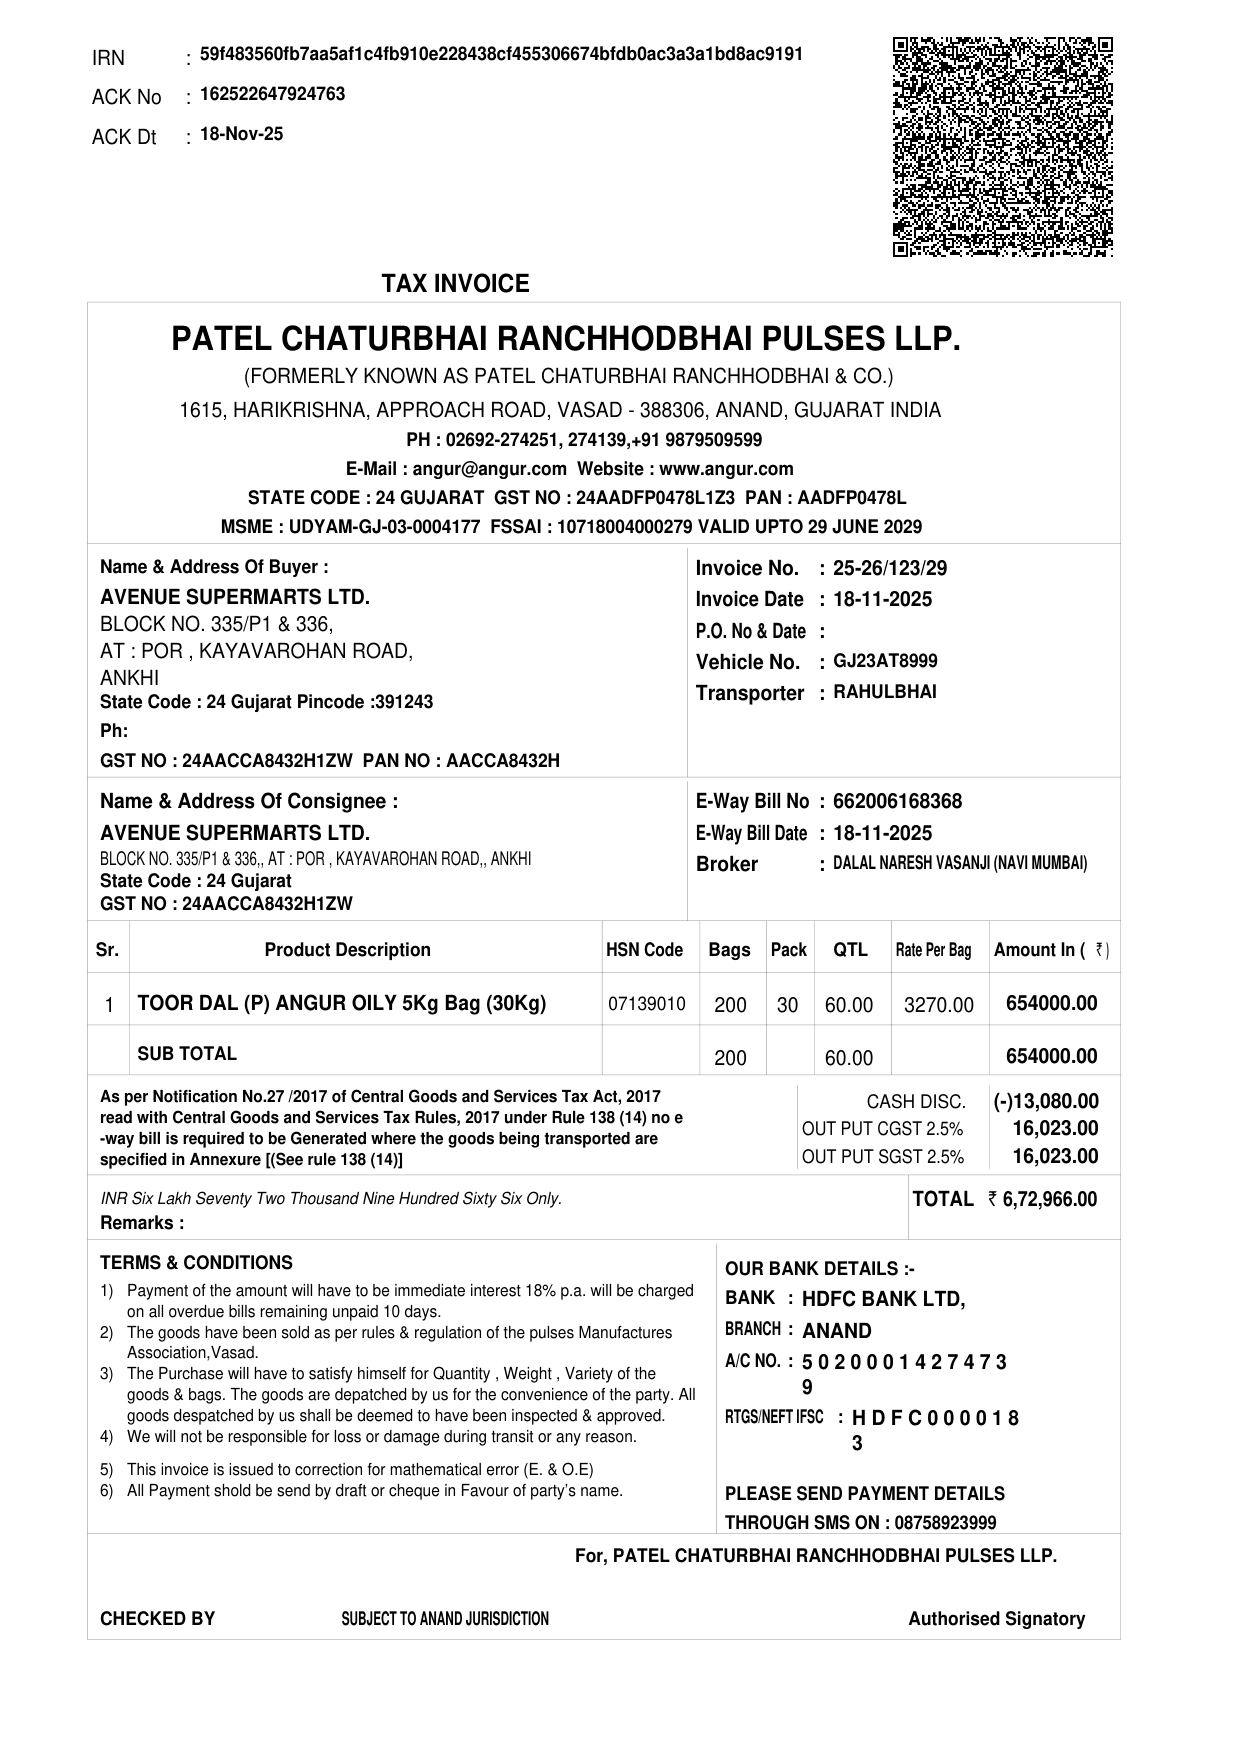 IRN : 59f483560fb7aa5af1c4fb910e228438cf455306674bfdb0ac3a3a1bd8ac9191
ACK No : 162522647924763
ACK Dt : 18-Nov-25
TAX INVOICE
PATEL CHATURBHAI RANCHHODBHAI PULSES LLP.
(FORMERLY KNOWN AS PATEL CHATURBHAI RANCHHODBHAI & CO.)
1615, HARIKRISHNA, APPROACH ROAD, VASAD - 388306, ANAND, GUJARAT INDIA
PH : 02692-274251, 274139,+91 9879509599
E-Mail : angur@angur.com Website : www.angur.com
STATE CODE : 24 GUJARAT GST NO : 24AADFP0478L1Z3 PAN : AADFP0478L
MSME : UDYAM-GJ-03-0004177 FSSAI : 10718004000279 VALID UPTO 29 JUNE 2029
Name & Address Of Buyer :
AVENUE SUPERMARTS LTD.
BLOCK NO. 335/P1 & 336,
AT : POR , KAYAVAROHAN ROAD,
ANKHI
State Code : 24 Gujarat Pincode :391243
Ph:
GST NO : 24AACCA8432H1ZW PAN NO : AACCA8432H
Invoice No. : 25-26/123/29
Invoice Date : 18-11-2025
P.O. No & Date :
Vehicle No. : GJ23AT8999
Transporter : RAHULBHAI
Name & Address Of Consignee :
AVENUE SUPERMARTS LTD.
BLOCK NO. 335/P1 & 336,, AT : POR , KAYAVAROHAN ROAD,, ANKHI
State Code : 24 Gujarat
GST NO : 24AACCA8432H1ZW
E-Way Bill No : 662006168368
E-Way Bill Date : 18-11-2025
Broker : DALAL NARESH VASANJI (NAVI MUMBAI)
Sr. Product Description HSN Code Bags Pack QTL Rate Per Bag Amount In ( ₹ )
1 TOOR DAL (P) ANGUR OILY 5Kg Bag (30Kg) 07139010 200 30 60.00 3270.00 654000.00
SUB TOTAL 200 60.00 654000.00
As per Notification No.27 /2017 of Central Goods and Services Tax Act, 2017
read with Central Goods and Services Tax Rules, 2017 under Rule 138 (14) no e
-way bill is required to be Generated where the goods being transported are
specified in Annexure [(See rule 138 (14)]
CASH DISC. (-)13,080.00
OUT PUT CGST 2.5% 16,023.00
OUT PUT SGST 2.5% 16,023.00
INR Six Lakh Seventy Two Thousand Nine Hundred Sixty Six Only.
Remarks :
TOTAL ₹ 6,72,966.00
TERMS & CONDITIONS
1) Payment of the amount will have to be immediate interest 18% p.a. will be charged
on all overdue bills remaining unpaid 10 days.
2) The goods have been sold as per rules & regulation of the pulses Manufactures
Association,Vasad.
3) The Purchase will have to satisfy himself for Quantity , Weight , Variety of the
goods & bags. The goods are depatched by us for the convenience of the party. All
goods despatched by us shall be deemed to have been inspected & approved.
4) We will not be responsible for loss or damage during transit or any reason.
5) This invoice is issued to correction for mathematical error (E. & O.E)
6) All Payment shold be send by draft or cheque in Favour of party's name.
OUR BANK DETAILS :-
BANK : HDFC BANK LTD,
BRANCH : ANAND
A/C NO. : 5 0 2 0 0 0 1 4 2 7 4 7 3
9
RTGS/NEFT IFSC : H D F C 0 0 0 0 1 8
3
PLEASE SEND PAYMENT DETAILS
THROUGH SMS ON : 08758923999
For, PATEL CHATURBHAI RANCHHODBHAI PULSES LLP.
CHECKED BY SUBJECT TO ANAND JURISDICTION Authorised Signatory